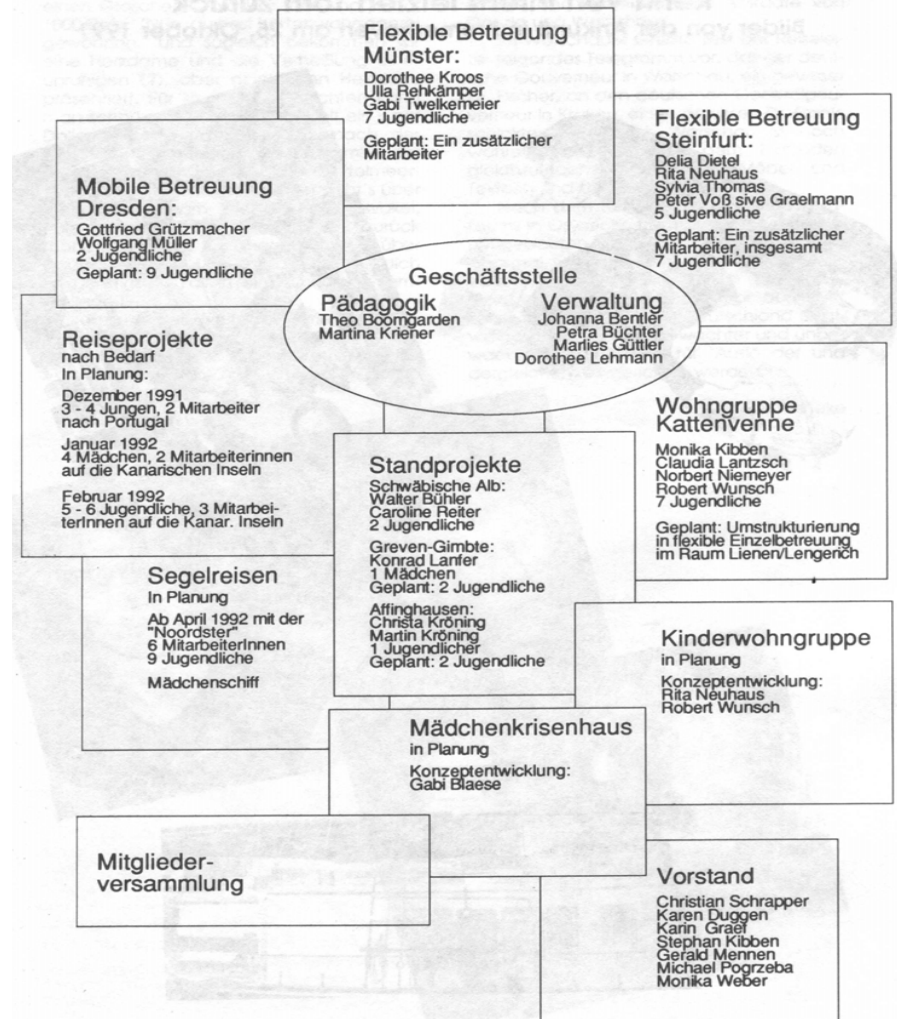 Flexible Betreuung
Münster:
Dorothee Kroos
Ulla Rehkämper
Gabi Twelkemeier
7 Jugendliche
Geplant: Ein zusätzlicher
Mitarbeiter
Flexible Betreuung
Steinfurt:
Delia Dietel
Rita Neuhaus
Sylvia Thomas
Peter Voß sive Graelmann
5 Jugendliche
Geplant: Ein zusätzlicher
Mitarbeiter, insgesamt
7 Jugendliche
Mobile Betreuung
Dresden:
Gottfried Grützmacher
Wolfgang Müller
2 Jugendliche
Geplant: 9 Jugendliche
Geschäftsstelle
Pädagogik
Theo Boomgarden
Martina Kriener
Verwaltung
Johanna Bentler
Petra Büchter
Marlies Güttler
Dorothee Lehmann
Reiseprojekte
nach Bedarf
In Planung:
Dezember 1991
3 - 4 Jungen, 2 Mitarbeiter
nach Portugal
Januar 1992
4 Mädchen, 2 Mitarbeiterinnen
auf die Kanarischen Inseln
Februar 1992
5 - 6 Jugendliche, 3 Mitarbei-
terInnen auf die Kanar. Inseln
Wohngruppe
Kattenvenne
Monika Kibben
Claudia Lantzsch
Norbert Niemeyer
Robert Wunsch
7 Jugendliche
Geplant: Umstrukturierung
in flexible Einzelbetreuung
im Raum Lienen/Lengerich
Standprojekte
Schwäbische Alb:
Walter Bühler
Caroline Reiter
2 Jugendliche
Greven-Gimbte:
Konrad Lanfer
1 Mädchen
Geplant: 2 Jugendliche
Affinghausen:
Christa Kröning
Martin Kröning
1 Jugendlicher
Geplant: 2 Jugendliche
Segelreisen
In Planung
Ab April 1992 mit der
"Noordster"
6 MitarbeiterInnen
9 Jugendliche
Mädchenschiff
Kinderwohngruppe
in Planung
Konzeptentwicklung:
Rita Neuhaus
Robert Wunsch
Mädchenkrisenhaus
in Planung
Konzeptentwicklung:
Gabi Blaese
Mitglieder-
versammlung
Vorstand
Christian Schrapper
Karen Duggen
Karin Graef
Stephan Kibben
Gerald Mennen
Michael Pogrzeba
Monika Weber